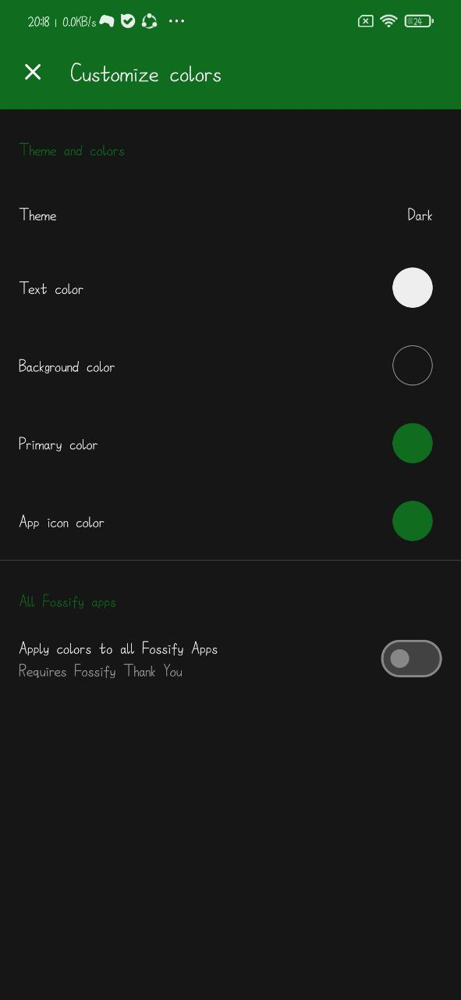 20:18 | 0.0KB/s ... 24
Customize colors
Theme and colors
Theme Dark
Text color
Background color
Primary color
App icon color
All Fossify apps
Apply colors to all Fossify Apps
Requires Fossify Thank You